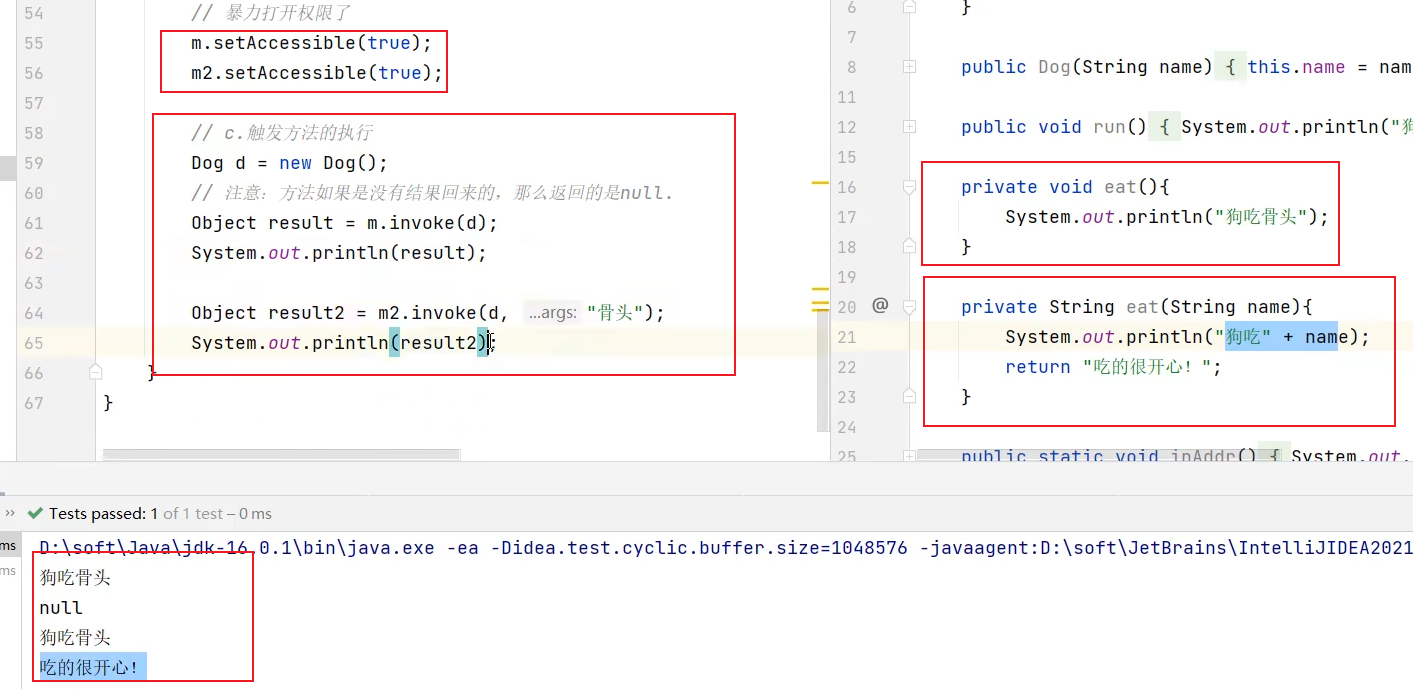 54 // 暴力打开权限了
55 m.setAccessible(true);
56 m2.setAccessible(true);
57
58 // c.触发方法的执行
59 Dog d = new Dog();
60 // 注意: 方法如果是没有结果回来的，那么返回的是null.
61 Object result = m.invoke(d);
62 System.out.println(result);
63
64 Object result2 = m2.invoke(d, ...args: "骨头");
65 System.out.println(result2);
66 }
67 }
6 }
7
8 public Dog(String name) { this.name = nam
11
12 public void run() { System.out.println("狗
15
16 private void eat(){
17 System.out.println("狗吃骨头");
18 }
19
20 @ private String eat(String name){
21 System.out.println("狗吃" + name);
22 return "吃的很开心！";
23 }
24
25 public static void inAddr() { System.out.
>> Tests passed: 1 of 1 test – 0 ms
ms D:\soft\Java\jdk-16.0.1\bin\java.exe -ea -Didea.test.cyclic.buffer.size=1048576 -javaagent:D:\soft\JetBrains\IntelliJIDEA2021
ms 狗吃骨头
null
狗吃骨头
吃的很开心！